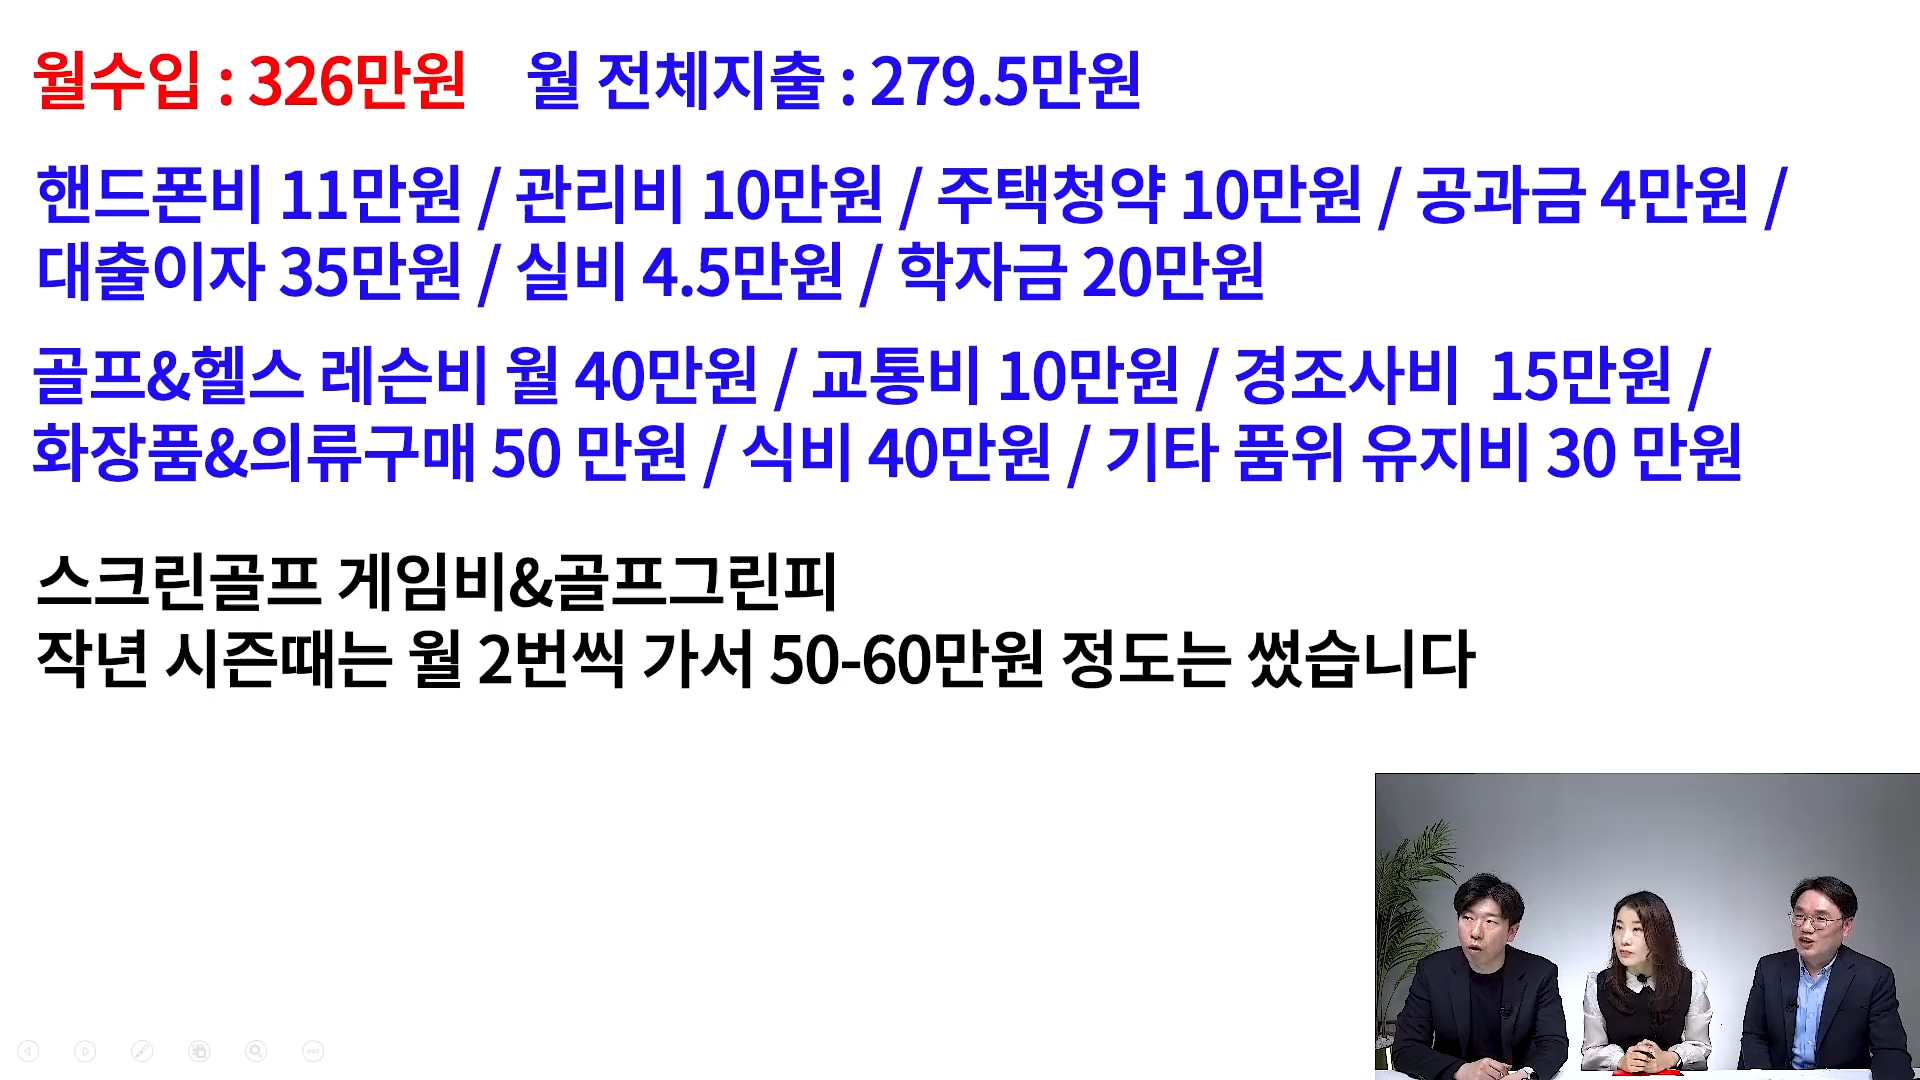 월수입 : 326만원 월 전체지출 : 279.5만원
핸드폰비 11만원 / 관리비 10만원 / 주택청약 10만원 / 공과금 4만원 /
대출이자 35만원 / 실비 4.5만원 / 학자금 20만원
골프&헬스 레슨비 월 40만원 / 교통비 10만원 / 경조사비 15만원 /
화장품&의류구매 50 만원 / 식비 40만원 / 기타 품위 유지비 30 만원
스크린골프 게임비&골프그린피
작년 시즌때는 월 2번씩 가서 50-60만원 정도는 썼습니다